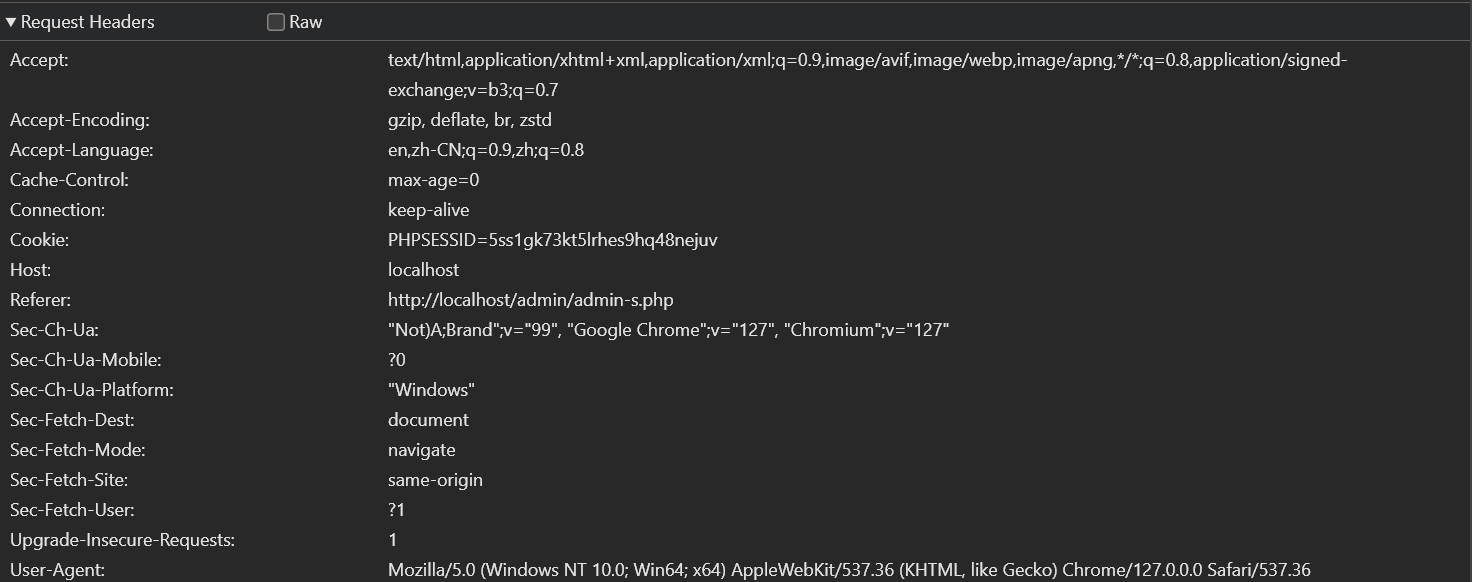 Request Headers Raw
Accept: text/html,application/xhtml+xml,application/xml;q=0.9,image/avif,image/webp,image/apng,*/*;q=0.8,application/signed-
exchange;v=b3;q=0.7
Accept-Encoding: gzip, deflate, br, zstd
Accept-Language: en,zh-CN;q=0.9,zh;q=0.8
Cache-Control: max-age=0
Connection: keep-alive
Cookie: PHPSESSID=5ss1gk73kt5lrhes9hq48nejuv
Host: localhost
Referer: http://localhost/admin/admin-s.php
Sec-Ch-Ua: "Not)A;Brand";v="99", "Google Chrome";v="127", "Chromium";v="127"
Sec-Ch-Ua-Mobile: ?0
Sec-Ch-Ua-Platform: "Windows"
Sec-Fetch-Dest: document
Sec-Fetch-Mode: navigate
Sec-Fetch-Site: same-origin
Sec-Fetch-User: ?1
Upgrade-Insecure-Requests: 1
User-Agent: Mozilla/5.0 (Windows NT 10.0; Win64; x64) AppleWebKit/537.36 (KHTML, like Gecko) Chrome/127.0.0.0 Safari/537.36